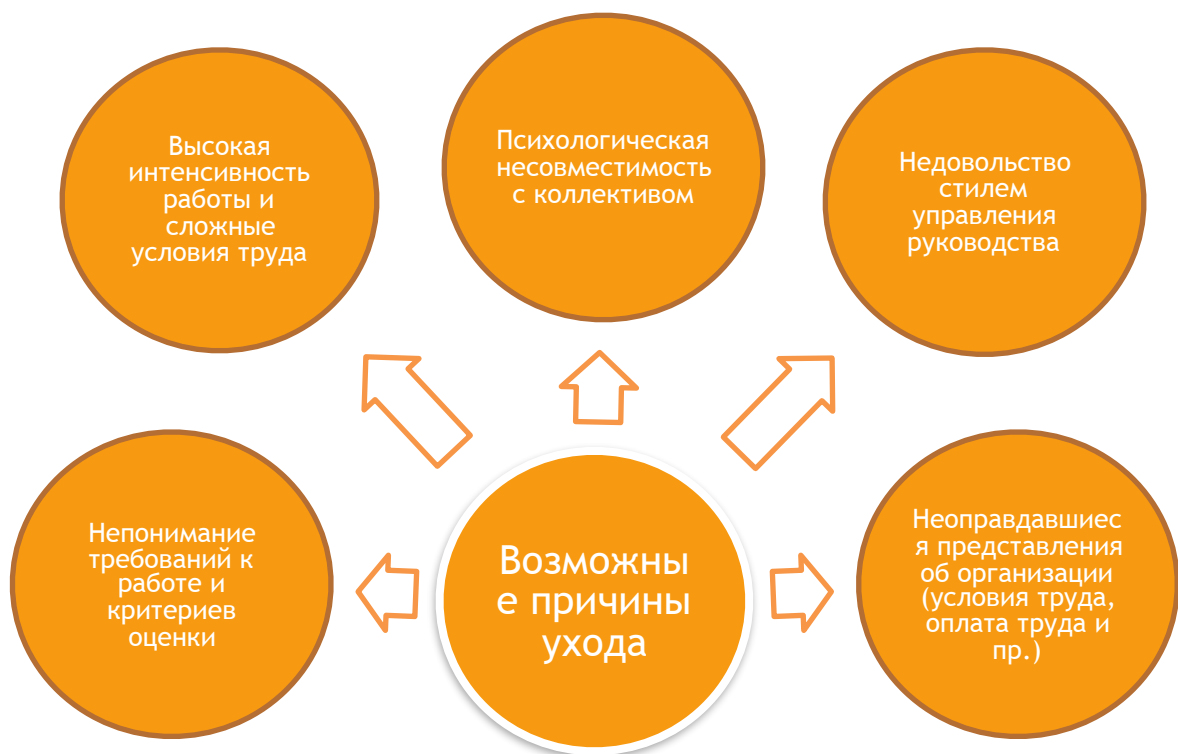 Высокая
интенсивность
работы и
сложные
условия труда
Психологическая
несовместимость
с коллективом
Недовольство
стилем
управления
руководства
Непонимание
требований к
работе и
критериев
оценки
Возможны
е причины
ухода
Неоправдавшиес
я представления
об организации
(условия труда,
оплата труда и
пр.)